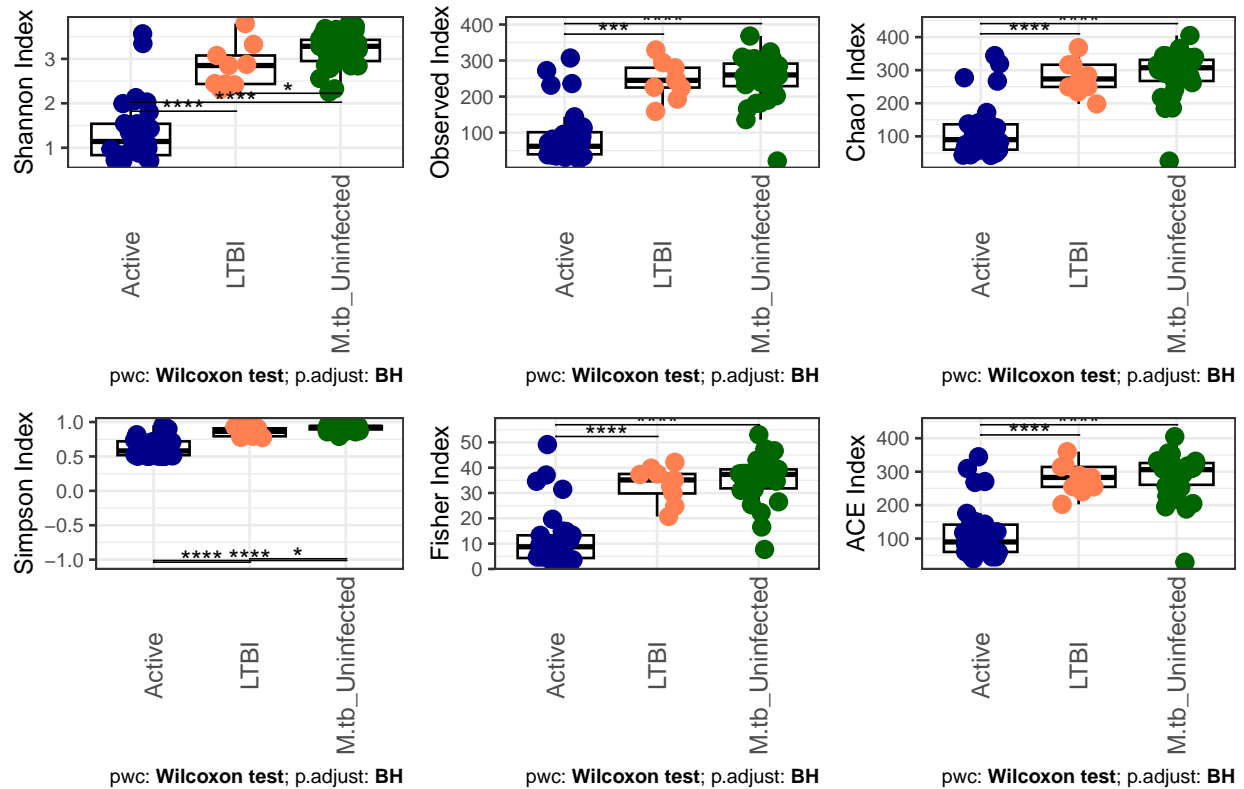 Shannon Index
3
2
1
****
****
*
Active
LTBI
M.tb_Uninfected
pwc: Wilcoxon test; p.adjust: BH
Observed Index
400
300
200
100
***
****
Active
LTBI
M.tb_Uninfected
pwc: Wilcoxon test; p.adjust: BH
Chao1 Index
400
300
200
100
****
****
Active
LTBI
M.tb_Uninfected
pwc: Wilcoxon test; p.adjust: BH
Simpson Index
1.0
0.5
0.0
−0.5
−1.0
**** **** *
Active
LTBI
M.tb_Uninfected
pwc: Wilcoxon test; p.adjust: BH
Fisher Index
50
40
30
20
10
0
****
****
Active
LTBI
M.tb_Uninfected
pwc: Wilcoxon test; p.adjust: BH
ACE Index
400
300
200
100
****
****
Active
LTBI
M.tb_Uninfected
pwc: Wilcoxon test; p.adjust: BH